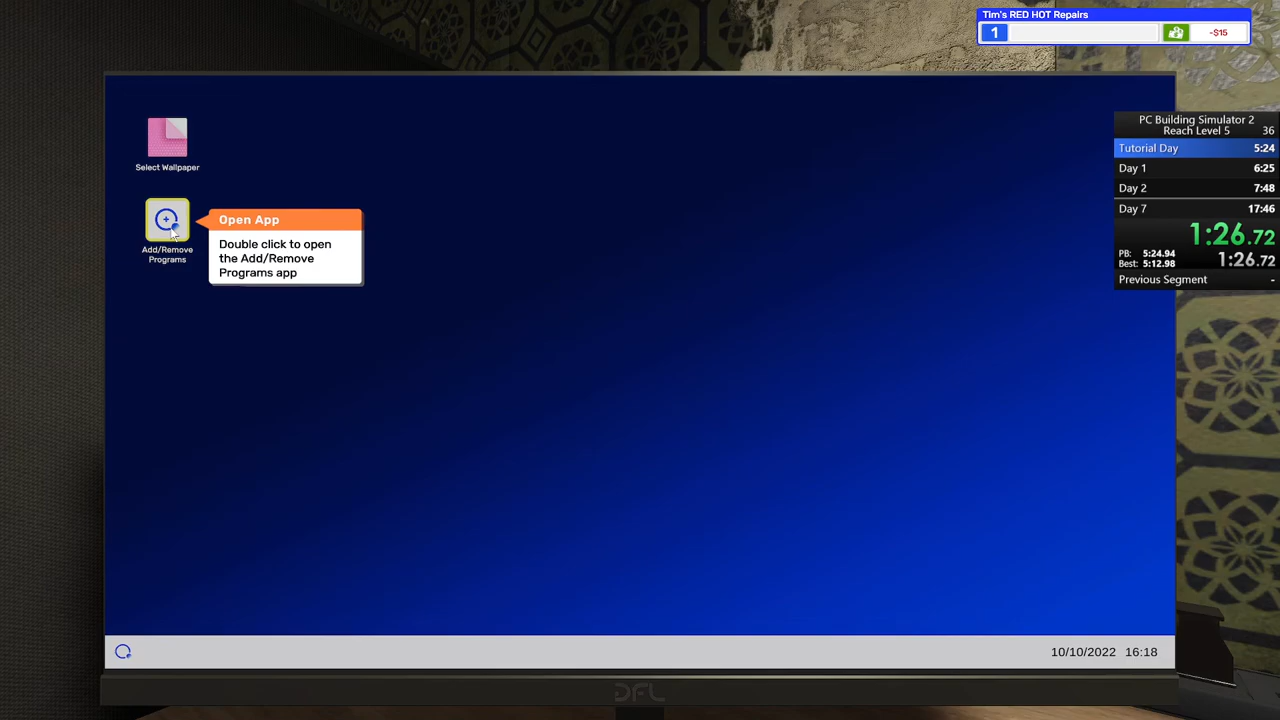 Tim's RED HOT Repairs
1
-$15
Select Wallpaper
Add/Remove
Programs
Open App
Double click to open
the Add/Remove
Programs app
PC Building Simulator 2
Reach Level 5 36
Tutorial Day 5:24
Day 1 6:25
Day 2 7:48
Day 7 17:46
1:26.72
PB: 5:24.94
Best: 5:12.98
1:26.72
Previous Segment -
10/10/2022 16:18
DFL